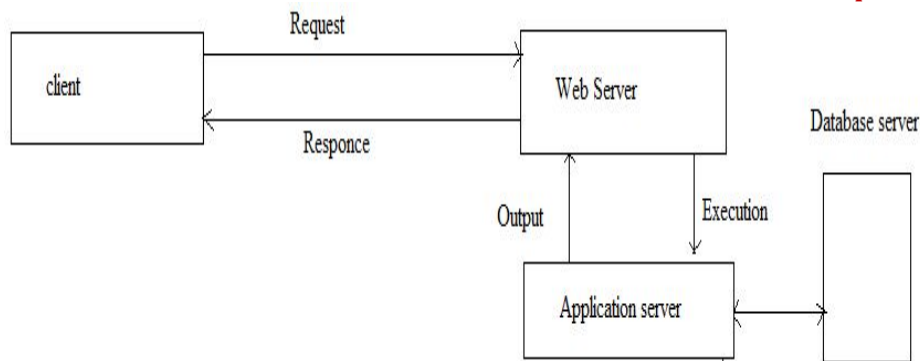 Request
client
Web Server
Responce
Database server
Output
Execution
Application server